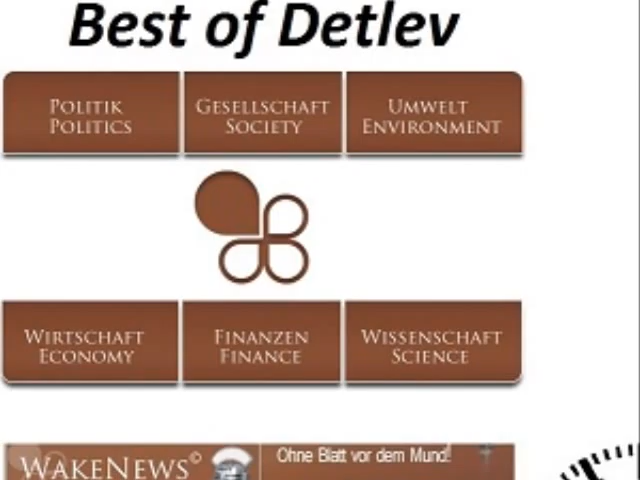 Best of Detlev
POLITIK
POLITICS
GESELLSCHAFT
SOCIETY
UMWELT
ENVIRONMENT
WIRTSCHAFT
ECONOMY
FINANZEN
FINANCE
WISSENSCHAFT
SCIENCE
WAKENEWS©
Ohne Blatt vor dem Mund!